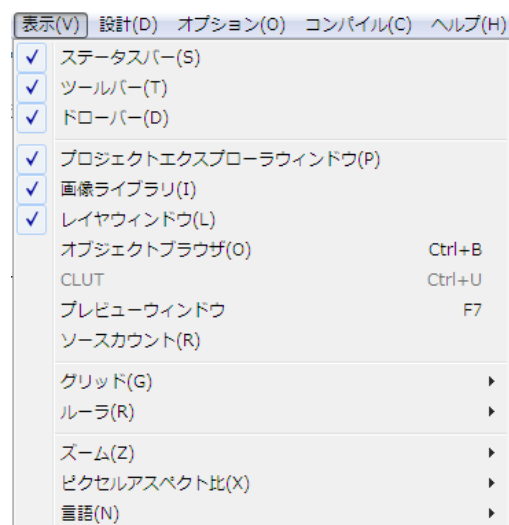 表示(V) 設計(D) オプション(O) コンパイル(C) ヘルプ(H)
ステータスバー(S)
ツールバー(T)
ドローバー(D)
プロジェクトエクスプローラウィンドウ(P)
画像ライブラリ(I)
レイヤウィンドウ(L)
オブジェクトブラウザ(O) Ctrl+B
CLUT Ctrl+U
プレビューウィンドウ F7
ソースカウント(R)
グリッド(G)
ルーラ(R)
ズーム(Z)
ピクセルアスペクト比(X)
言語(N)